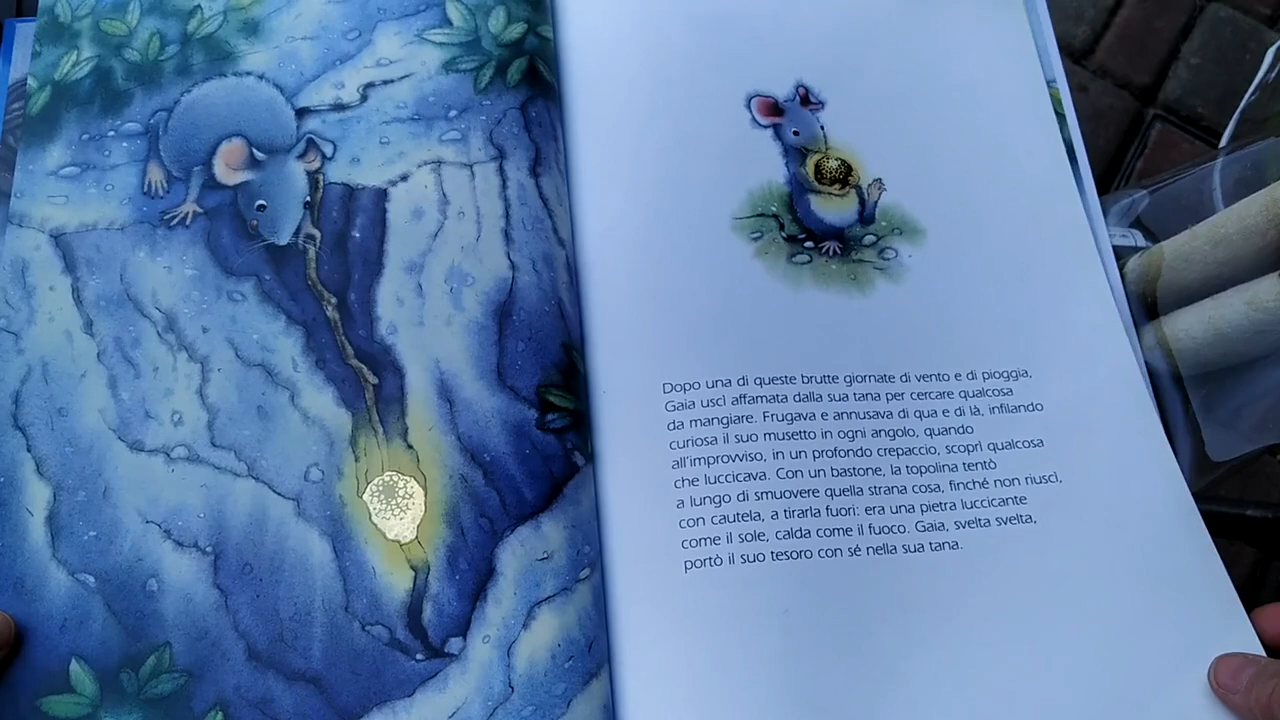 Dopo una di queste brutte giornate di vento e di pioggia,
Gaia uscì affamata dalla sua tana per cercare qualcosa
da mangiare. Frugava e annusava di qua e di là, infilando
curiosa il suo musetto in ogni angolo, quando
all'improvviso, in un profondo crepaccio, scoprì qualcosa
che luccicava. Con un bastone, la topolina tentò
a lungo di smuovere quella strana cosa, finché non riuscì,
con cautela, a tirarla fuori: era una pietra luccicante
come il sole, calda come il fuoco. Gaia, svelta svelta,
portò il suo tesoro con sé nella sua tana.